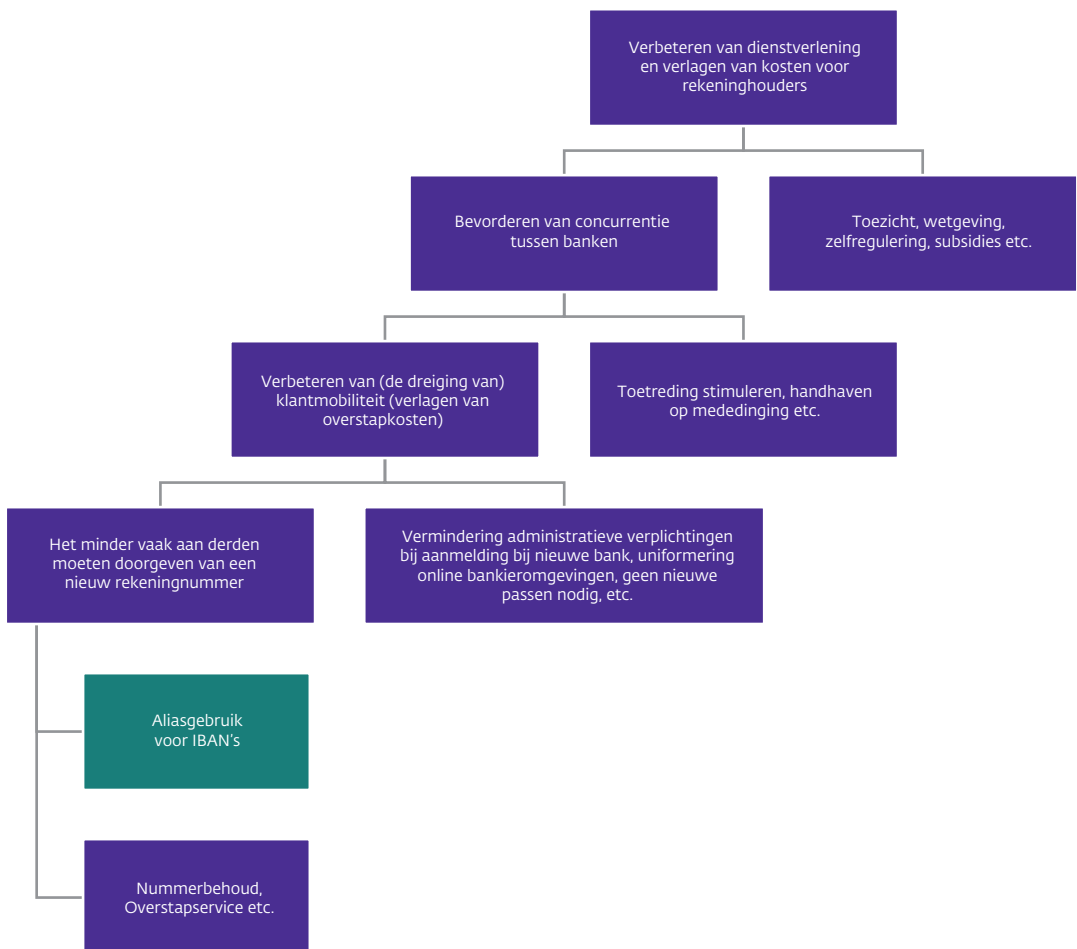 Verbeteren van dienstverlening
en verlagen van kosten voor
rekeninghouders
Bevorderen van concurrentie
tussen banken
Toezicht, wetgeving,
zelfregulering, subsidies etc.
Verbeteren van (de dreiging van)
klantmobiliteit (verlagen van
overstapkosten)
Toetreding stimuleren, handhaven
op mededinging etc.
Het minder vaak aan derden
moeten doorgeven van een
nieuw rekeningnummer
Vermindering administratieve verplichtingen
bij aanmelding bij nieuwe bank, uniformering
online bankieromgevingen, geen nieuwe
passen nodig, etc.
Aliasgebruik
voor IBAN's
Nummerbehoud,
Overstapservice etc.